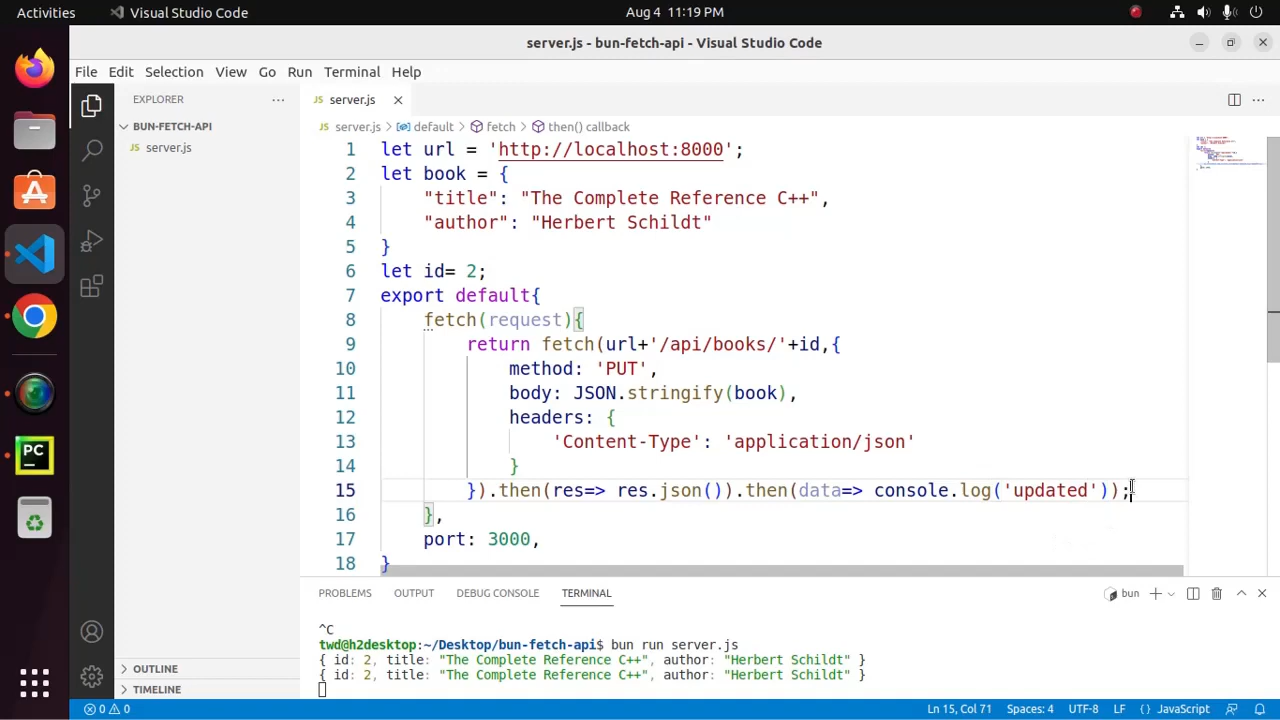 Activities
Visual Studio Code
Aug 4 11:19 PM
server.js - bun-fetch-api - Visual Studio Code
File Edit Selection View Go Run Terminal Help
EXPLORER
BUN-FETCH-API
JS server.js
OUTLINE
TIMELINE
JS server.js
JS server.js > default > fetch > then() callback
1 let url = 'http://localhost:8000';
2 let book = {
3 "title": "The Complete Reference C++",
4 "author": "Herbert Schildt"
5 }
6 let id= 2;
7 export default{
8 fetch(request){
9 return fetch(url+'/api/books/'+id,{
10 method: 'PUT',
11 body: JSON.stringify(book),
12 headers: {
13 'Content-Type': 'application/json'
14 }
15 }).then(res=> res.json()).then(data=> console.log('updated'));
16 },
17 port: 3000,
18 }
PROBLEMS OUTPUT DEBUG CONSOLE TERMINAL
bun
^C
twd@h2desktop:~/Desktop/bun-fetch-api$ bun run server.js
{ id: 2, title: "The Complete Reference C++", author: "Herbert Schildt" }
{ id: 2, title: "The Complete Reference C++", author: "Herbert Schildt" }
PC
0 0
Ln 15, Col 71 Spaces: 4 UTF-8 LF {} JavaScript